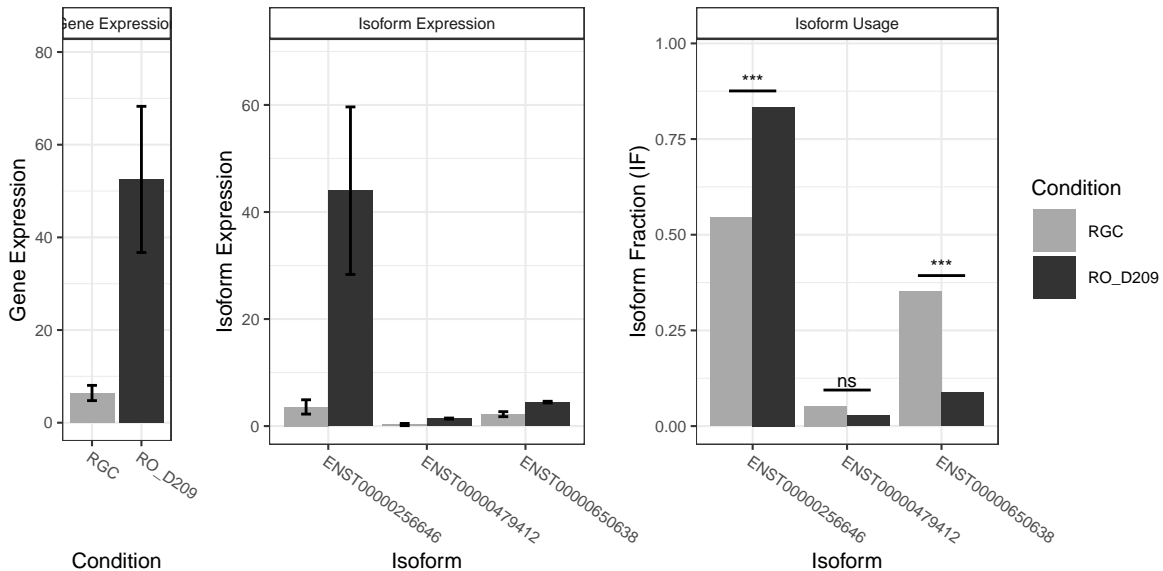 Gene Expression
Isoform Expression
Isoform Usage
Gene Expression
80
60
40
20
0
RGC
RO_D209
Condition
Isoform Expression
60
40
20
0
ENST00000256646
ENST00000479412
ENST00000650638
Isoform
Isoform Fraction (IF)
1.00
0.75
0.50
0.25
0.00
***
ns
***
ENST00000256646
ENST00000479412
ENST00000650638
Isoform
Condition
RGC
RO_D209